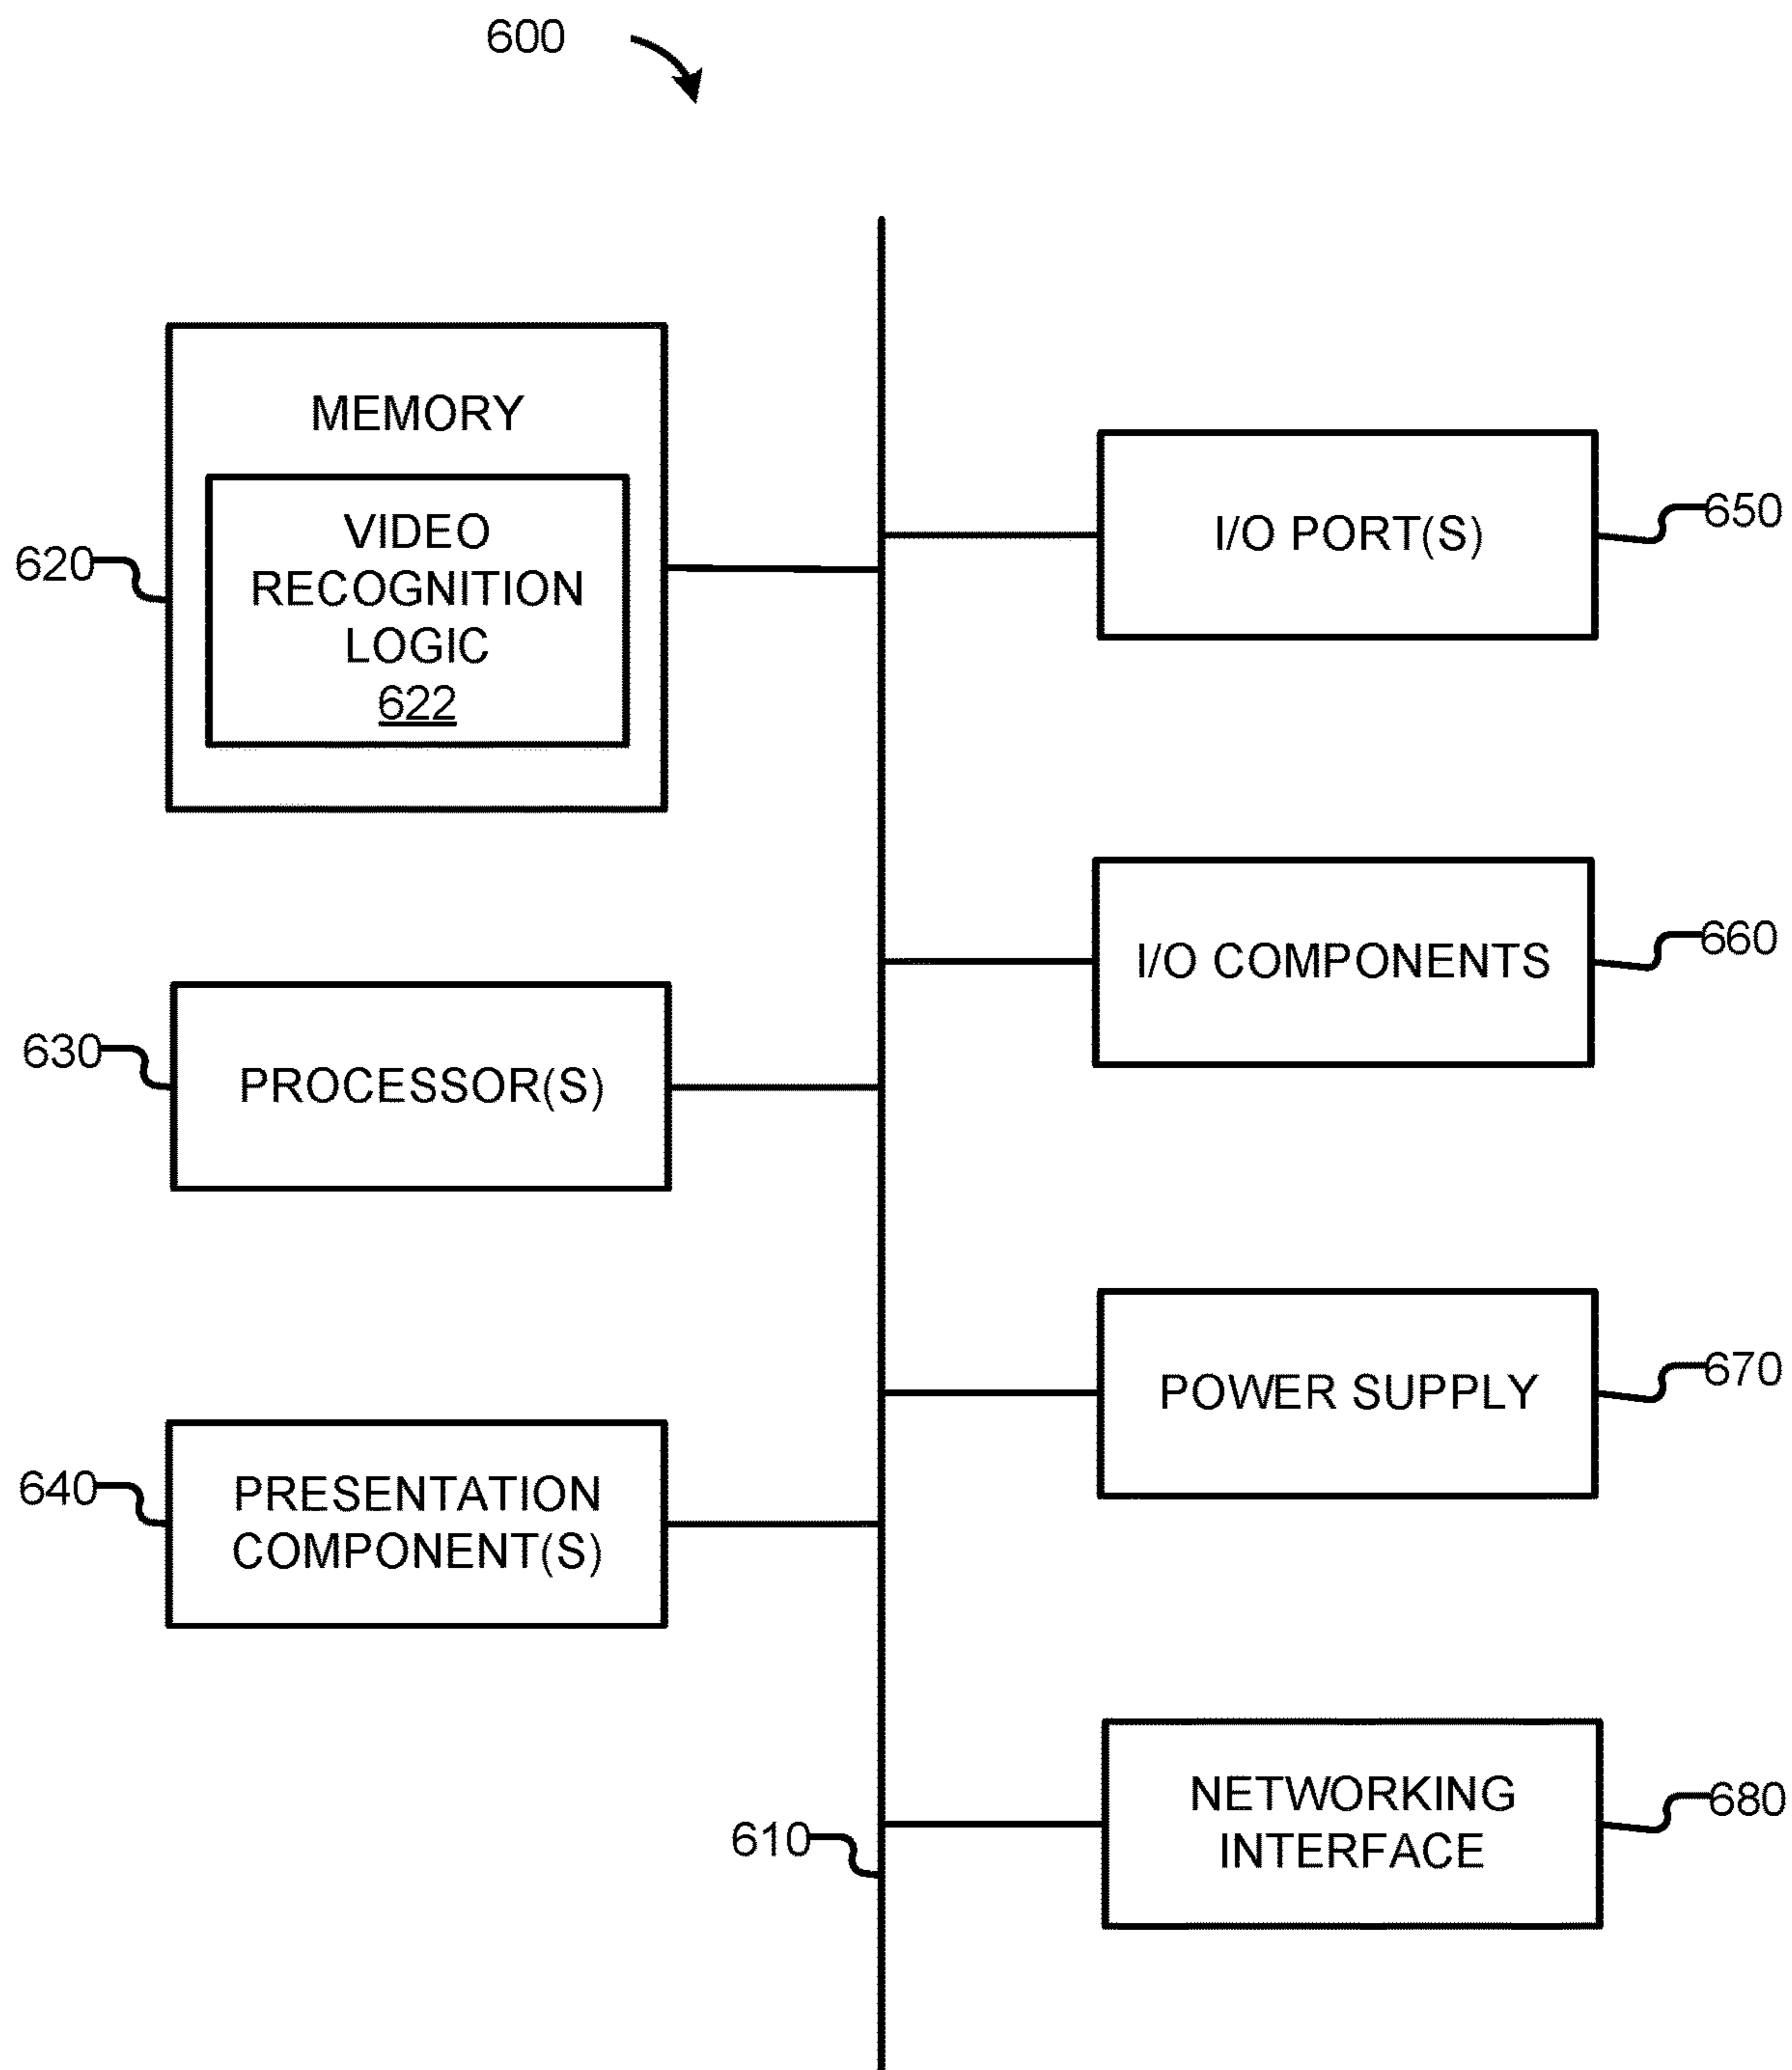 600
MEMORY
VIDEO
RECOGNITION
LOGIC
622
620
PROCESSOR(S)
630
PRESENTATION
COMPONENT(S)
640
610
I/O PORT(S)
650
I/O COMPONENTS
660
POWER SUPPLY
670
NETWORKING
INTERFACE
680